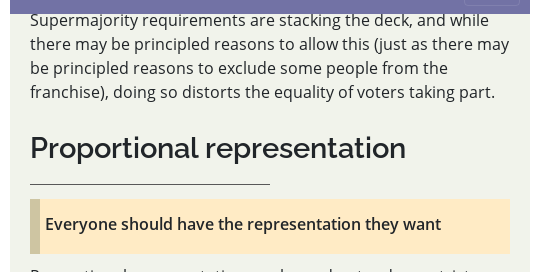 Supermajority requirements are stacking the deck, and while
there may be principled reasons to allow this (just as there may
be principled reasons to exclude some people from the
franchise), doing so distorts the equality of voters taking part.
Proportional representation
Everyone should have the representation they want